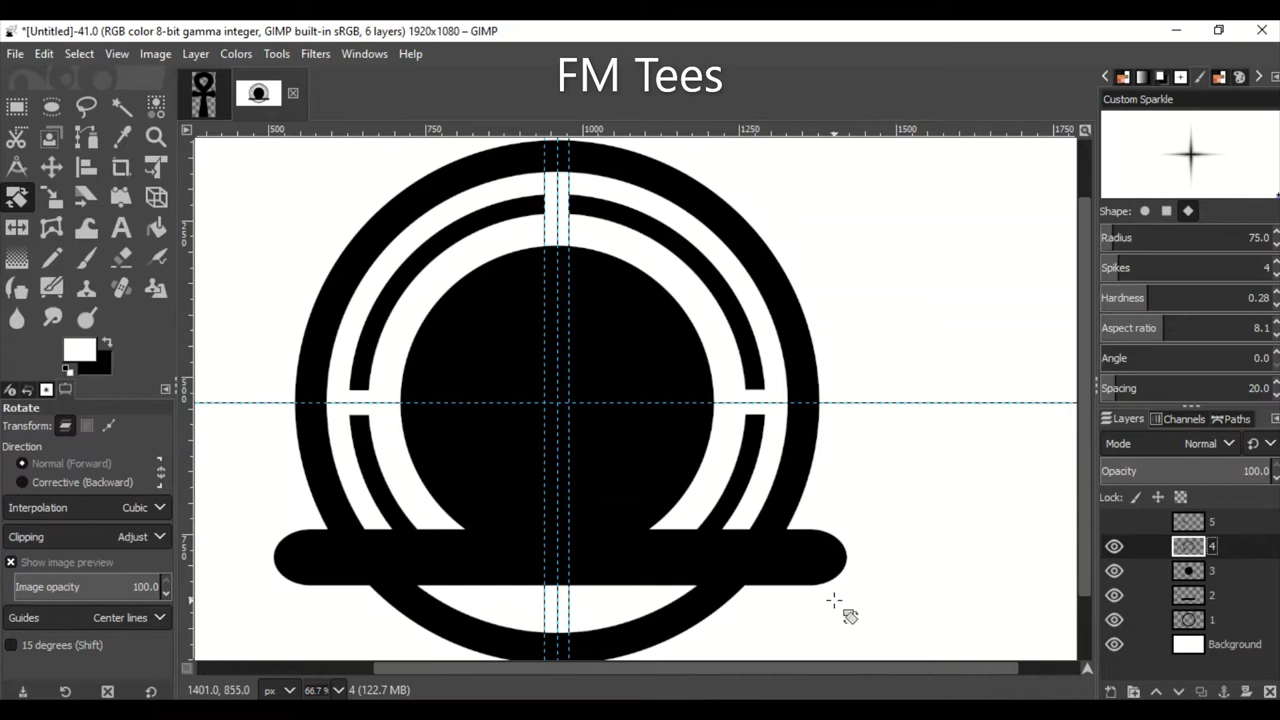 *[Untitled]-41.0 (RGB color 8-bit gamma integer, GIMP built-in sRGB, 6 layers) 1920x1080 – GIMP
File Edit Select View Image Layer Colors Tools Filters Windows Help
FM Tees
Custom Sparkle
500 750 1000 1250 1500 1750
Shape:
Radius 75.0
Spikes 4
Hardness 0.28
Aspect ratio 8.1
Angle 0.0
Spacing 20.0
250
500
750
Rotate
Transform:
Direction
Normal (Forward)
Corrective (Backward)
Interpolation Cubic
Clipping Adjust
Show image preview
Image opacity 100.0
Guides Center lines
15 degrees (Shift)
Layers Channels Paths
Mode Normal
Opacity 100.0
Lock:
5
4
3
2
1
Background
1401.0, 855.0 px 66.7 % 4 (122.7 MB)